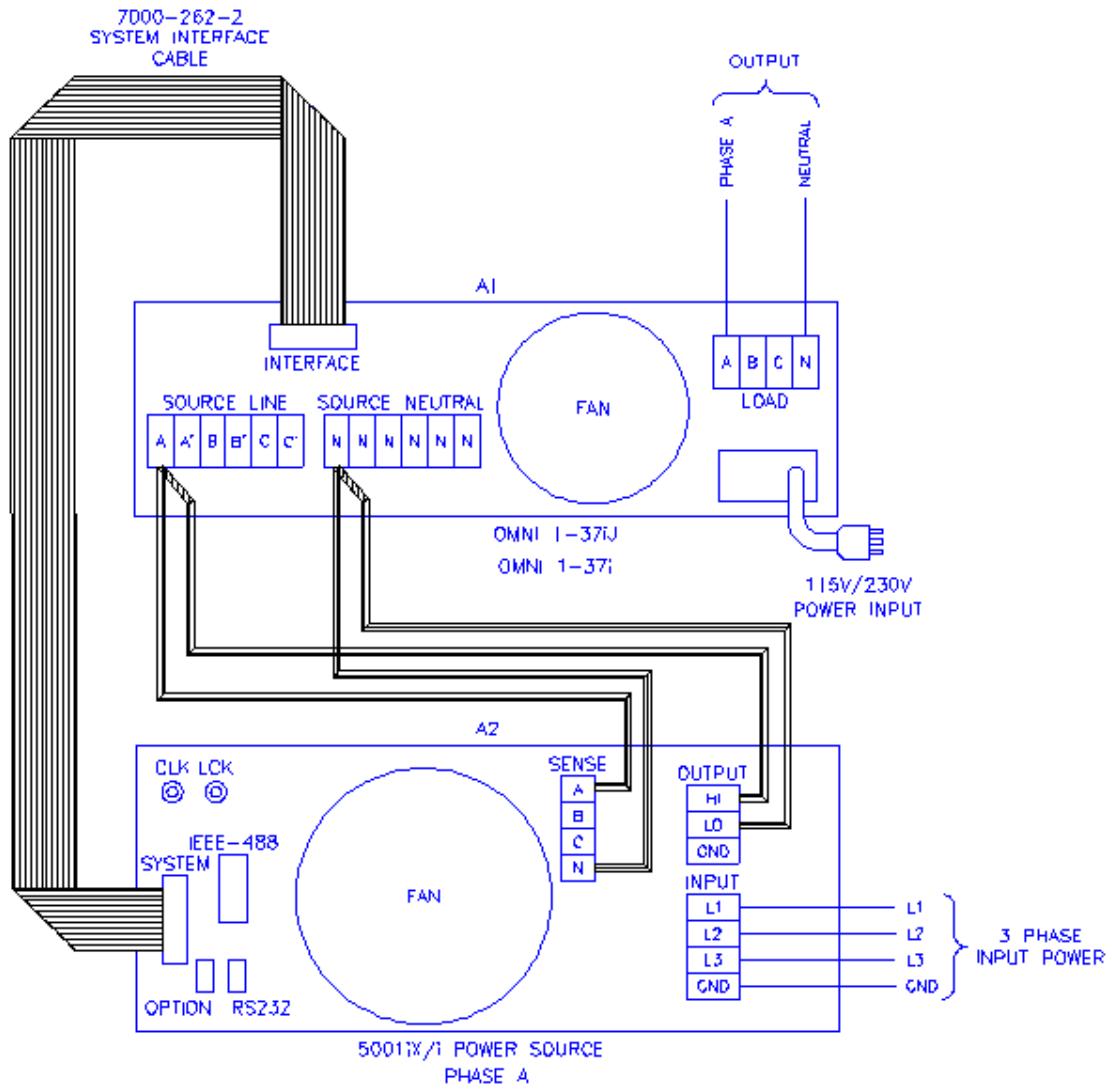 7000-262-2
SYSTEM INTERFACE
CABLE
OUTPUT
PHASE A
NEUTRAL
A1
INTERFACE
SOURCE LINE
SOURCE NEUTRAL
A A' B B' C C'
N N N N N N
FAN
A B C N
LOAD
OMNI 1-37iJ
OMNI 1-37i
115V/230V
POWER INPUT
A2
CLK LCK
IEEE-488
SYSTEM
OPTION RS232
FAN
SENSE
A
B
C
N
OUTPUT
HI
LO
GND
INPUT
L1
L2
L3
GND
L1
L2
L3
GND
3 PHASE
INPUT POWER
5001iX/i POWER SOURCE
PHASE A